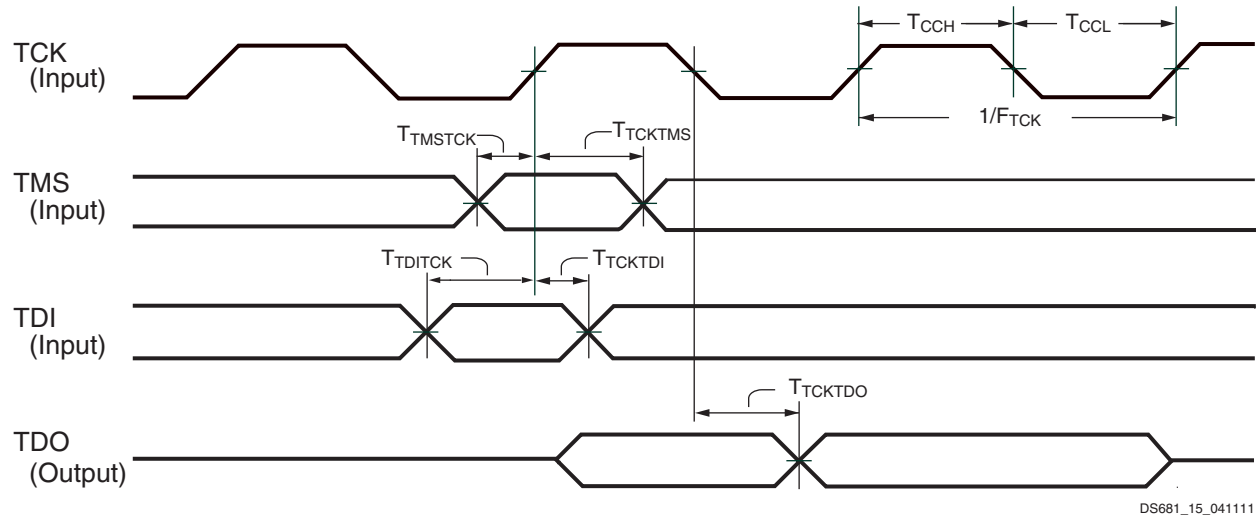 TCCH
TCCL
TCK
(Input)
1/FTCK
TTMSTCK
TTCKTMS
TMS
(Input)
TTDITCK
TTCKTDI
TDI
(Input)
TTCKTDO
TDO
(Output)
DS681_15_041111